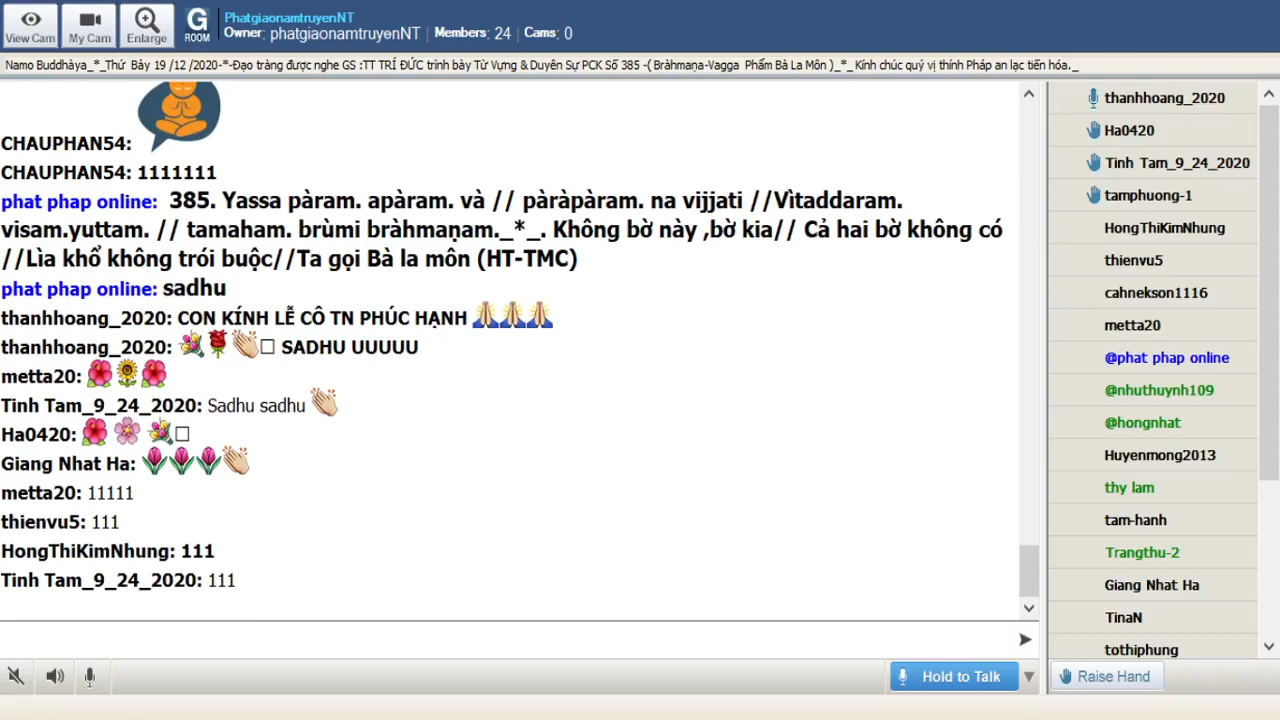 View Cam
My Cam
Enlarge
G
ROOM
PhatgiaonamtruyenNT
Owner: phatgiaonamtruyenNT | Members: 24 | Cams: 0
Namo Buddhàya_*_Thứ Bảy 19 /12 /2020-*-Đạo tràng được nghe GS :TT TRÍ ĐỨC trình bày Từ Vựng & Duyên Sự PCK Số 385 -( Bràhmaṇa-Vagga Phẩm Bà La Môn )_*_ Kính chúc quý vị thính Pháp an lạc tiến hóa._
CHAUPHAN54:
CHAUPHAN54: 1111111
phat phap online: 385. Yassa pàram. apàram. và // pàràpàram. na vijjati //Vìtaddaram.
visam.yuttam. // tamaham. brùmi bràhmaṇam._*_. Không bờ này ,bờ kia// Cả hai bờ không có
//Lìa khổ không trói buộc//Ta gọi Bà la môn (HT-TMC)
phat phap online: sadhu
thanhhoang_2020: CON KÍNH LỄ CÔ TN PHÚC HẠNH 🙏🙏🙏
thanhhoang_2020: 💐🌹👏□ SADHU UUUUU
metta20: 🌺🌻🌺
Tinh Tam_9_24_2020: Sadhu sadhu 👏
Ha0420: 🌺🌸💐□
Giang Nhat Ha: 🌷🌷🌷👏
metta20: 11111
thienvu5: 111
HongThiKimNhung: 111
Tinh Tam_9_24_2020: 111
Hold to Talk
thanhhoang_2020
Ha0420
Tinh Tam_9_24_2020
tamphuong-1
HongThiKimNhung
thienvu5
cahnekson1116
metta20
@phat phap online
@nhuthuynh109
@hongnhat
Huyenmong2013
thy lam
tam-hanh
Trangthu-2
Giang Nhat Ha
TinaN
tothiphung
Raise Hand